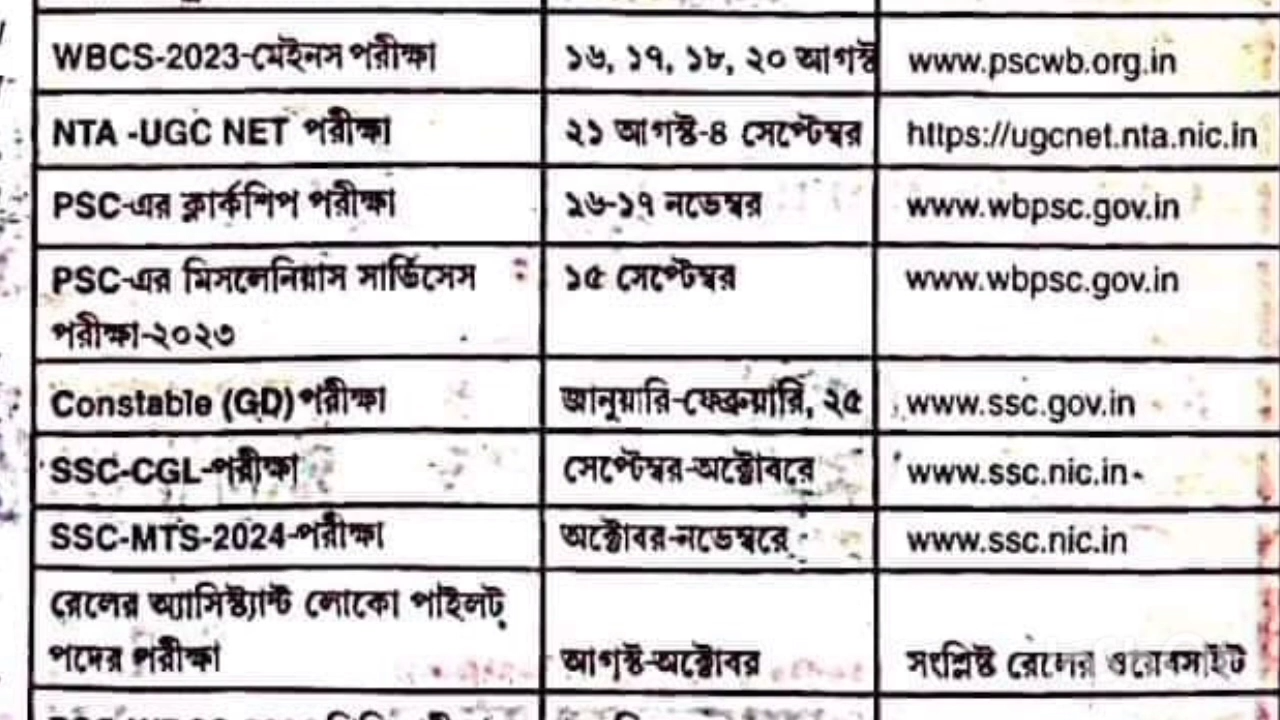 WBCS-2023-মেইনস পরীক্ষা ১৬, ১৭, ১৮, ২০ আগস্ট www.pscwb.org.in
NTA -UGC NET পরীক্ষা ২১ আগস্ট-৪ সেপ্টেম্বর https://ugcnet.nta.nic.in
PSC-এর ক্লার্কশিপ পরীক্ষা ১৬-১৭ নভেম্বর www.wbpsc.gov.in
PSC-এর মিসলেনিয়াস সার্ভিসেস ১৫ সেপ্টেম্বর www.wbpsc.gov.in
পরীক্ষা-২০২৩
Constable (GD) পরীক্ষা জানুয়ারি-ফেব্রুয়ারি, ২৫ www.ssc.gov.in
SSC-CGL-পরীক্ষা সেপ্টেম্বর-অক্টোবরে www.ssc.nic.in
SSC-MTS-2024-পরীক্ষা অক্টোবর-নভেম্বরে www.ssc.nic.in
রেলের অ্যাসিস্ট্যান্ট লোকো পাইলট
পদের পরীক্ষা আগস্ট-অক্টোবর সংশ্লিষ্ট রেলের ওয়েবসাইট